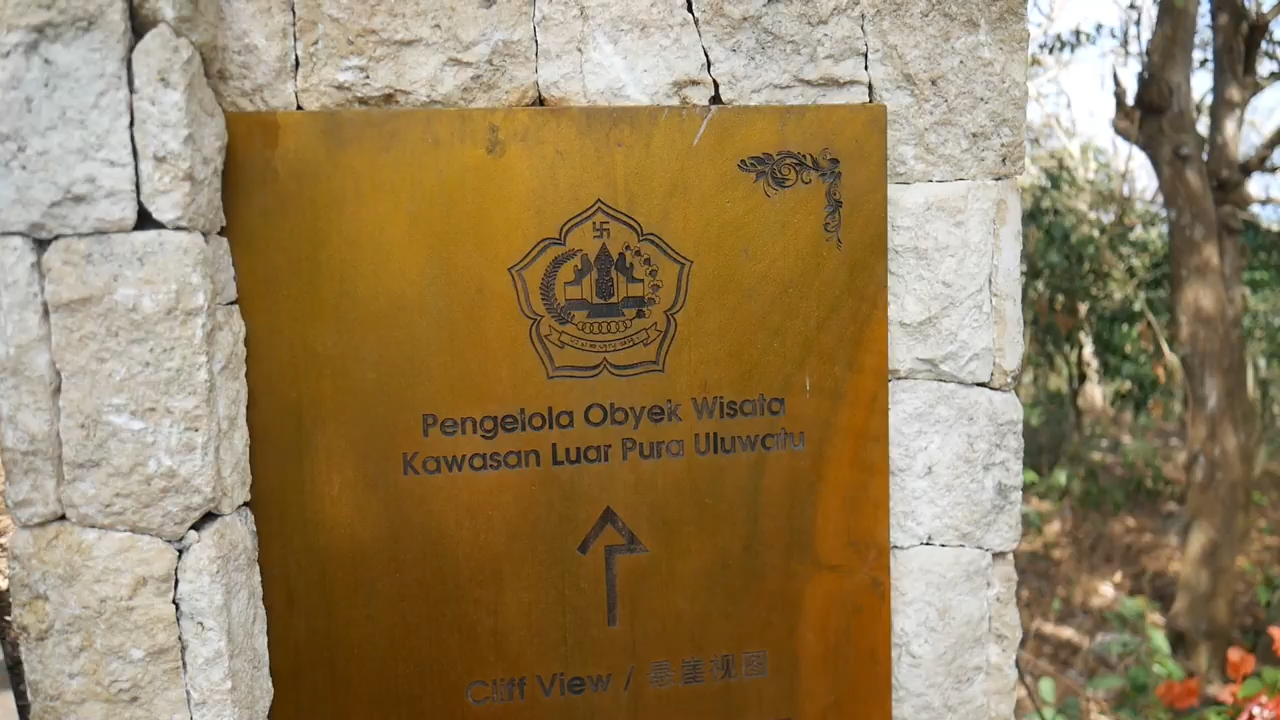 Pengelola Obyek Wisata
Kawasan Luar Pura Uluwatu
Cliff View / 悬崖视图